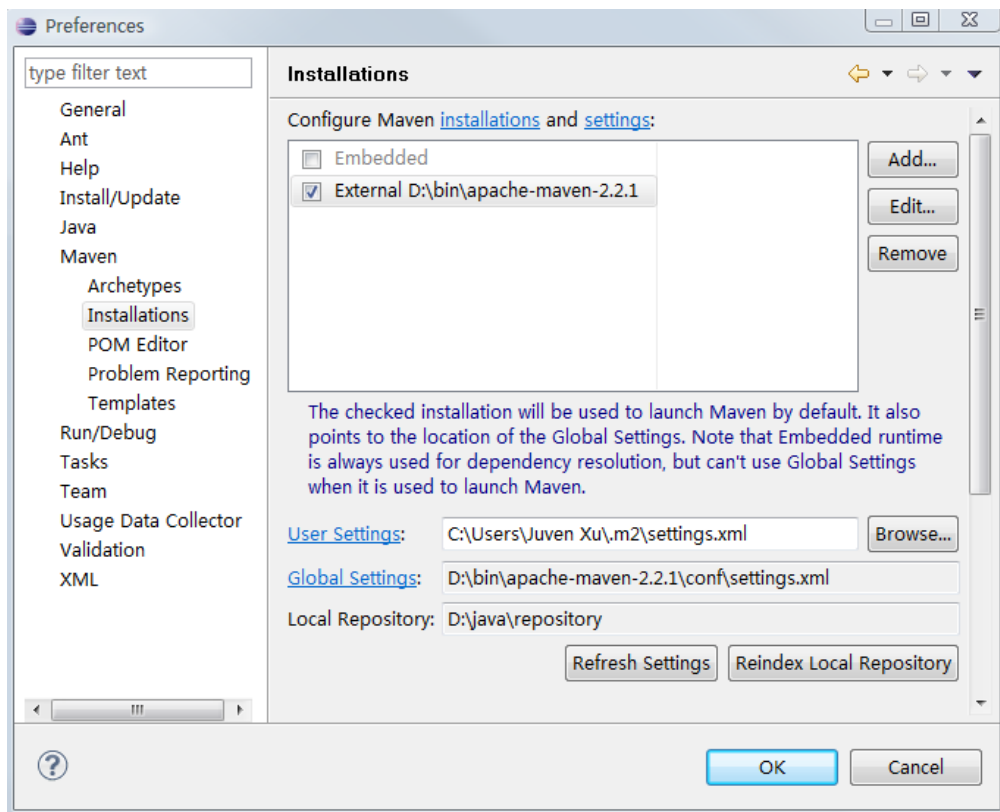 Preferences
type filter text
General
Ant
Help
Install/Update
Java
Maven
Archetypes
Installations
POM Editor
Problem Reporting
Templates
Run/Debug
Tasks
Team
Usage Data Collector
Validation
XML
Installations
Configure Maven installations and settings:
Embedded
External D:\bin\apache-maven-2.2.1
Add...
Edit...
Remove
The checked installation will be used to launch Maven by default. It also
points to the location of the Global Settings. Note that Embedded runtime
is always used for dependency resolution, but can't use Global Settings
when it is used to launch Maven.
User Settings: C:\Users\Juven Xu\.m2\settings.xml Browse...
Global Settings: D:\bin\apache-maven-2.2.1\conf\settings.xml
Local Repository: D:\java\repository
Refresh Settings Reindex Local Repository
OK Cancel